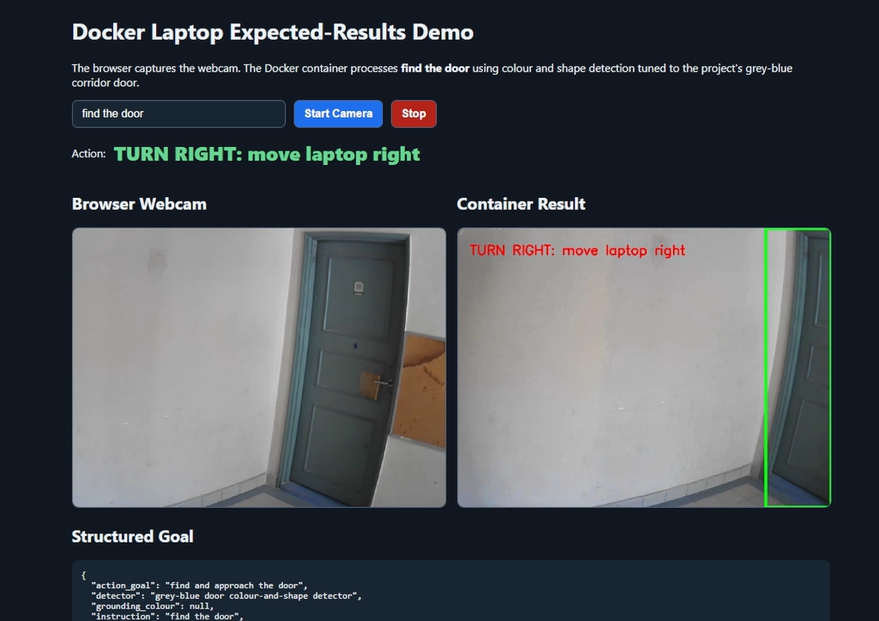 Docker Laptop Expected-Results Demo
The browser captures the webcam. The Docker container processes find the door using colour and shape detection tuned to the project's grey-blue
corridor door.
find the door
Start Camera
Stop
Action: TURN RIGHT: move laptop right
Browser Webcam
Container Result
TURN RIGHT: move laptop right
Structured Goal
{
"action_goal": "find and approach the door",
"detector": "grey-blue door colour-and-shape detector",
"grounding_colour": null,
"instruction": "find the door",